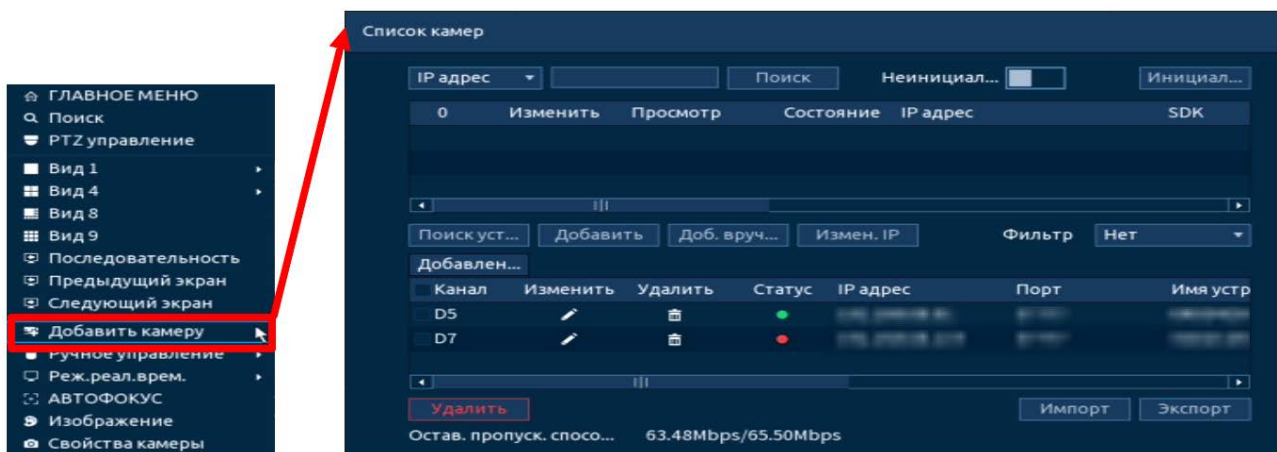 ГЛАВНОЕ МЕНЮ
Поиск
PTZ управление
Вид 1
Вид 4
Вид 8
Вид 9
Последовательность
Предыдущий экран
Следующий экран
Добавить камеру
Ручное управление
Реж.реал.врем.
АВТОФОКУС
Изображение
Свойства камеры
Список камер
IP адрес Поиск Неинициал... Инициал...
0 Изменить Просмотр Состояние IP адрес SDK
Поиск уст... Добавить Доб. вруч... Измен. IP Фильтр Нет
Добавлен...
Канал Изменить Удалить Статус IP адрес Порт Имя устр
D5
D7
Удалить Импорт Экспорт
Остав. пропуск. спосо... 63.48Mbps/65.50Mbps